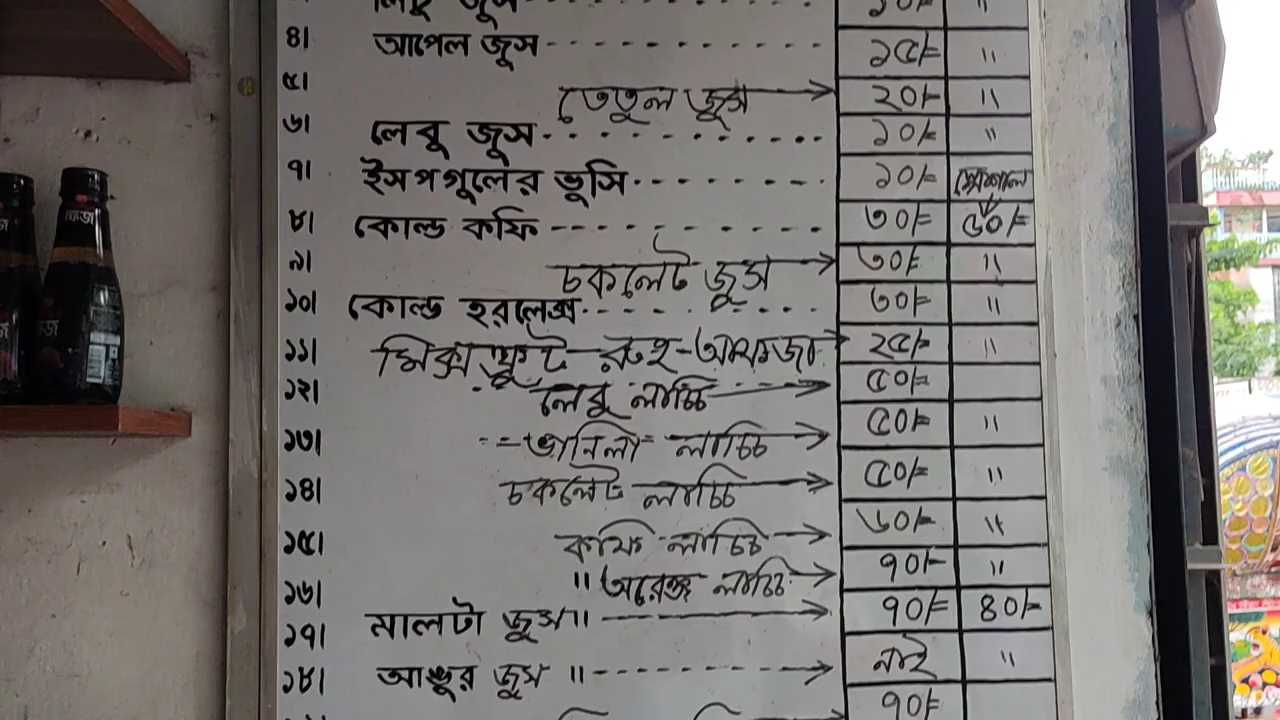 লেবু জুস ১০/= "
৪। আপেল জুস ১৫/= "
৫। তেতুল জুস → ২০/= "
৬। লেবু জুস ১০/= "
৭। ইসপগুলের ভুসি ১০/= স্পেশাল
৮। কোল্ড কফি ৩০/= ৫০/=
৯। চকলেট জুস → ৩০/= "
১০। কোল্ড হরলেক্স ৩০/= "
১১। মিক্স ফ্রুট রুহ-আফজা → ২৫/= "
১২। লেবু লাচ্চি → ৫০/=
১৩। ভানিলা লাচ্চি → ৫০/= "
১৪। চকলেট লাচ্চি → ৫০/= "
১৫। কফি লাচ্চি → ৬০/= "
১৬। " অরেঞ্জ লাচ্চি → ৭০/= "
১৭। মালটা জুস " → ৭০/= ৪০/=
১৮। আঙুর জুস " → নাই "
৭০/=